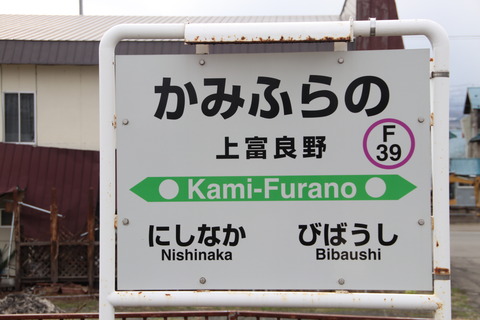 かみふらの
上富良野
F
39
Kami-Furano
にしなか びばうし
Nishinaka Bibaushi